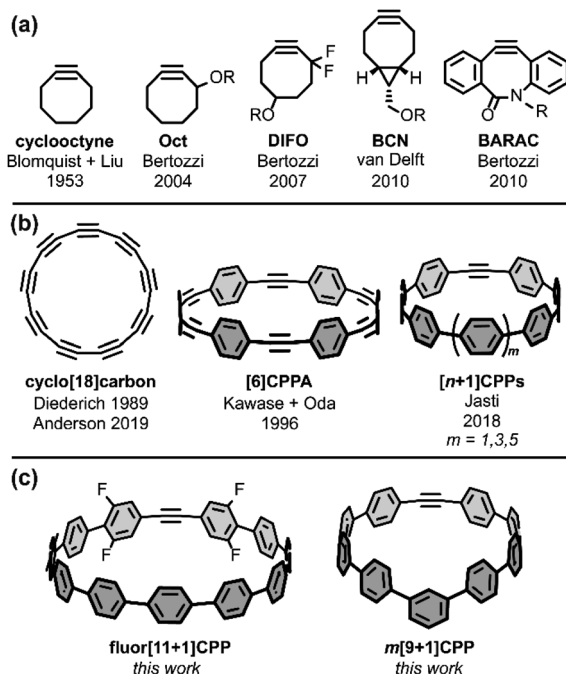 (a)
OR
F
F
RO
H
H
OR
O
N
R
cyclooctyne
Blomquist + Liu
1953
Oct
Bertozzi
2004
DIFO
Bertozzi
2007
BCN
van Delft
2010
BARAC
Bertozzi
2010
(b)
m
cyclo[18]carbon
Diederich 1989
Anderson 2019
[6]CPPA
Kawase + Oda
1996
[n+1]CPPs
Jasti
2018
m = 1,3,5
(c)
F
F
F
F
fluor[11+1]CPP
this work
m[9+1]CPP
this work